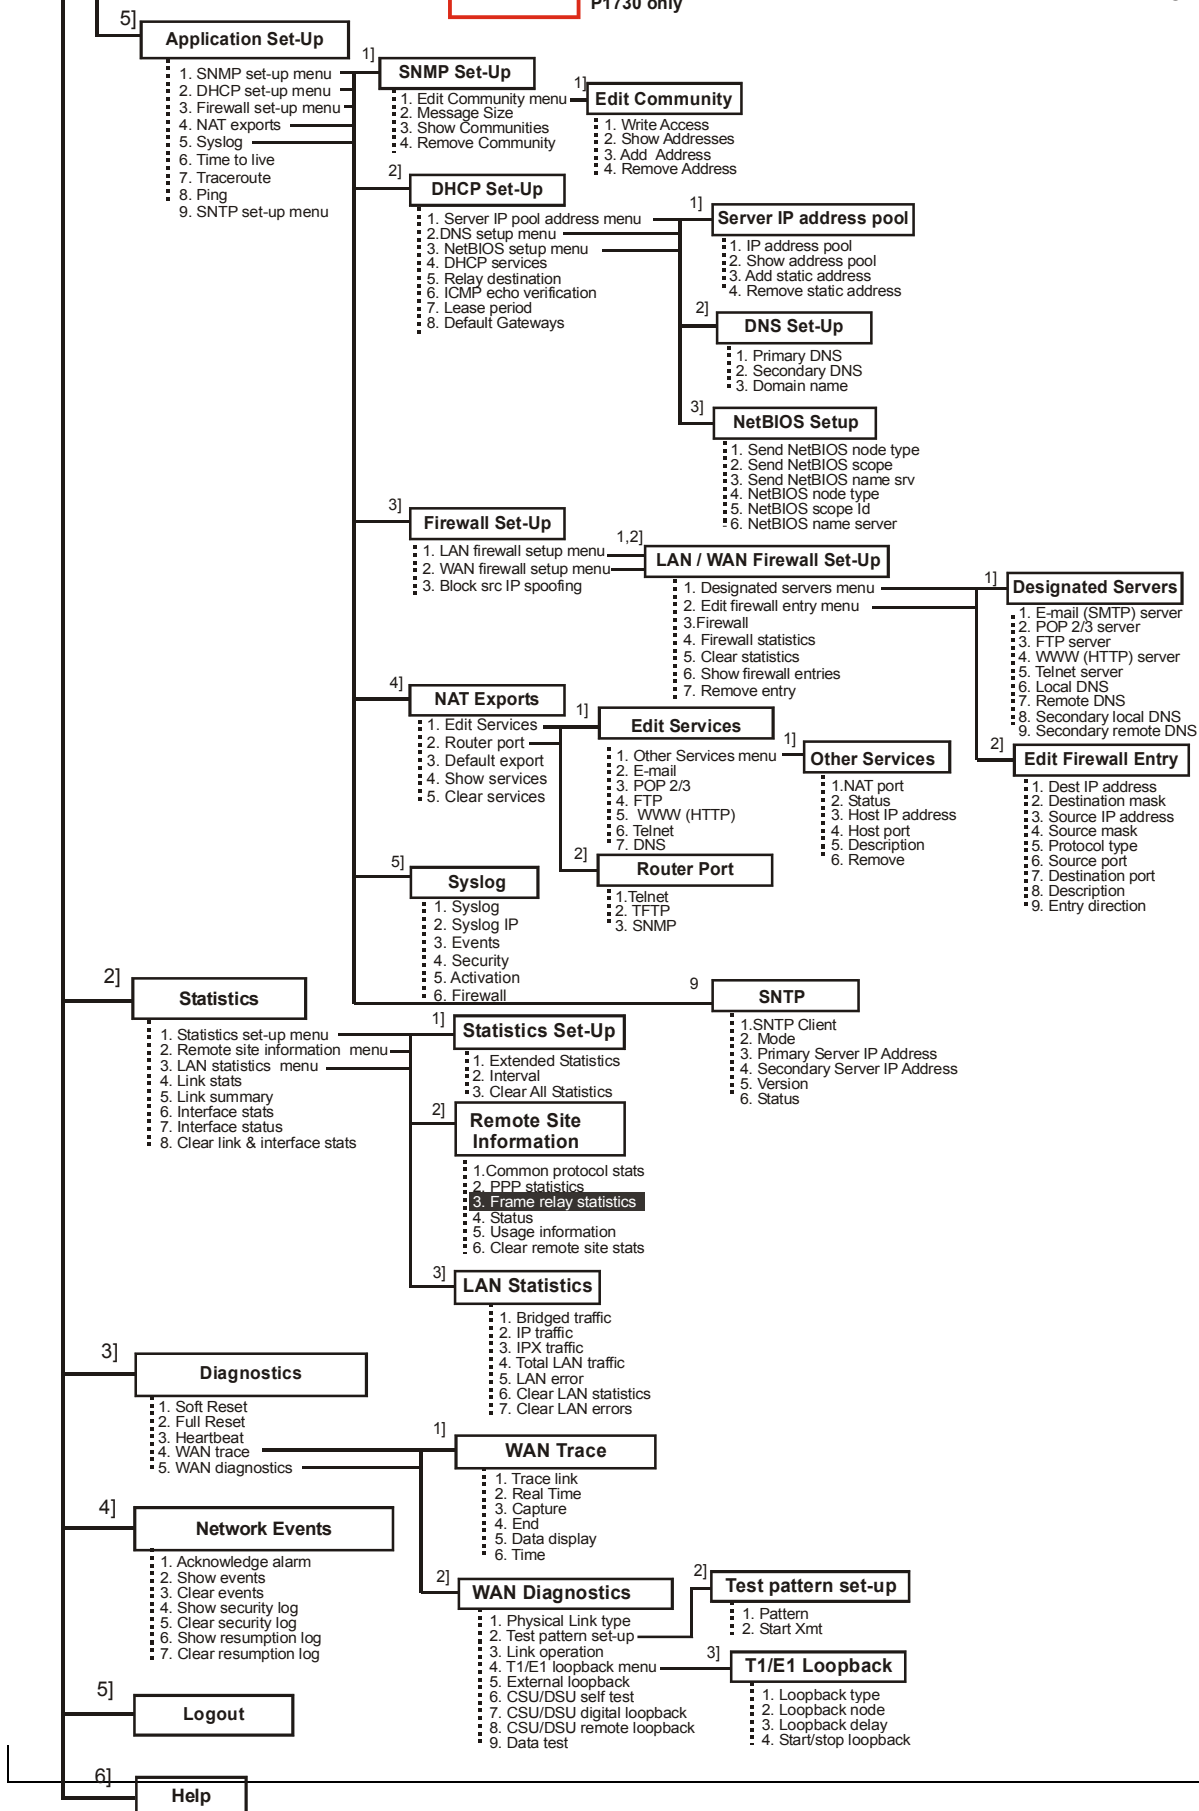 P1730 only
5]
Application Set-Up
1. SNMP set-up menu
2. DHCP set-up menu
3. Firewall set-up menu
4. NAT exports
5. Syslog
6. Time to live
7. Traceroute
8. Ping
9. SNTP set-up menu
1]
SNMP Set-Up
1. Edit Community menu
2. Message Size
3. Show Communities
4. Remove Community
1]
Edit Community
1. Write Access
2. Show Addresses
3. Add Address
4. Remove Address
2]
DHCP Set-Up
1. Server IP pool address menu
2.DNS setup menu
3. NetBIOS setup menu
4. DHCP services
5. Relay destination
6. ICMP echo verification
7. Lease period
8. Default Gateways
1]
Server IP address pool
1. IP address pool
2. Show address pool
3. Add static address
4. Remove static address
2]
DNS Set-Up
1. Primary DNS
2. Secondary DNS
3. Domain name
3]
NetBIOS Setup
1. Send NetBIOS node type
2. Send NetBIOS scope
3. Send NetBIOS name srv
4. NetBIOS node type
5. NetBIOS scope Id
6. NetBIOS name server
3]
Firewall Set-Up
1. LAN firewall setup menu
2. WAN firewall setup menu
3. Block src IP spoofing
1,2]
LAN / WAN Firewall Set-Up
1. Designated servers menu
2. Edit firewall entry menu
3.Firewall
4. Firewall statistics
5. Clear statistics
6. Show firewall entries
7. Remove entry
1]
Designated Servers
1. E-mail (SMTP) server
2. POP 2/3 server
3. FTP server
4. WWW (HTTP) server
5. Telnet server
6. Local DNS
7. Remote DNS
8. Secondary local DNS
9. Secondary remote DNS
2]
Edit Firewall Entry
1. Dest IP address
2. Destination mask
3. Source IP address
4. Source mask
5. Protocol type
6. Source port
7. Destination port
8. Description
9. Entry direction
4]
NAT Exports
1. Edit Services
2. Router port
3. Default export
4. Show services
5. Clear services
1]
Edit Services
1. Other Services menu
2. E-mail
3. POP 2/3
4. FTP
5. WWW (HTTP)
6. Telnet
7. DNS
1]
Other Services
1.NAT port
2. Status
3. Host IP address
4. Host port
5. Description
6. Remove
2]
Router Port
1.Telnet
2. TFTP
3. SNMP
5]
Syslog
1. Syslog
2. Syslog IP
3. Events
4. Security
5. Activation
6. Firewall
9
SNTP
1.SNTP Client
2. Mode
3. Primary Server IP Address
4. Secondary Server IP Address
5. Version
6. Status
2]
Statistics
1. Statistics set-up menu
2. Remote site information menu
3. LAN statistics menu
4. Link stats
5. Link summary
6. Interface stats
7. Interface status
8. Clear link & interface stats
1]
Statistics Set-Up
1. Extended Statistics
2. Interval
3. Clear All Statistics
2]
Remote Site
Information
1.Common protocol stats
2. PPP statistics
3. Frame relay statistics
4. Status
5. Usage information
6. Clear remote site stats
3]
LAN Statistics
1. Bridged traffic
2. IP traffic
3. IPX traffic
4. Total LAN traffic
5. LAN error
6. Clear LAN statistics
7. Clear LAN errors
3]
Diagnostics
1. Soft Reset
2. Full Reset
3. Heartbeat
4. WAN trace
5. WAN diagnostics
1]
WAN Trace
1. Trace link
2. Real Time
3. Capture
4. End
5. Data display
6. Time
2]
WAN Diagnostics
1. Physical Link type
2. Test pattern set-up
3. Link operation
4. T1/E1 loopback menu
5. External loopback
6. CSU/DSU self test
7. CSU/DSU digital loopback
8. CSU/DSU remote loopback
9. Data test
2]
Test pattern set-up
1. Pattern
2. Start Xmt
3]
T1/E1 Loopback
1. Loopback type
2. Loopback node
3. Loopback delay
4. Start/stop loopback
4]
Network Events
1. Acknowledge alarm
2. Show events
3. Clear events
4. Show security log
5. Clear security log
6. Show resumption log
7. Clear resumption log
5]
Logout
6]
Help